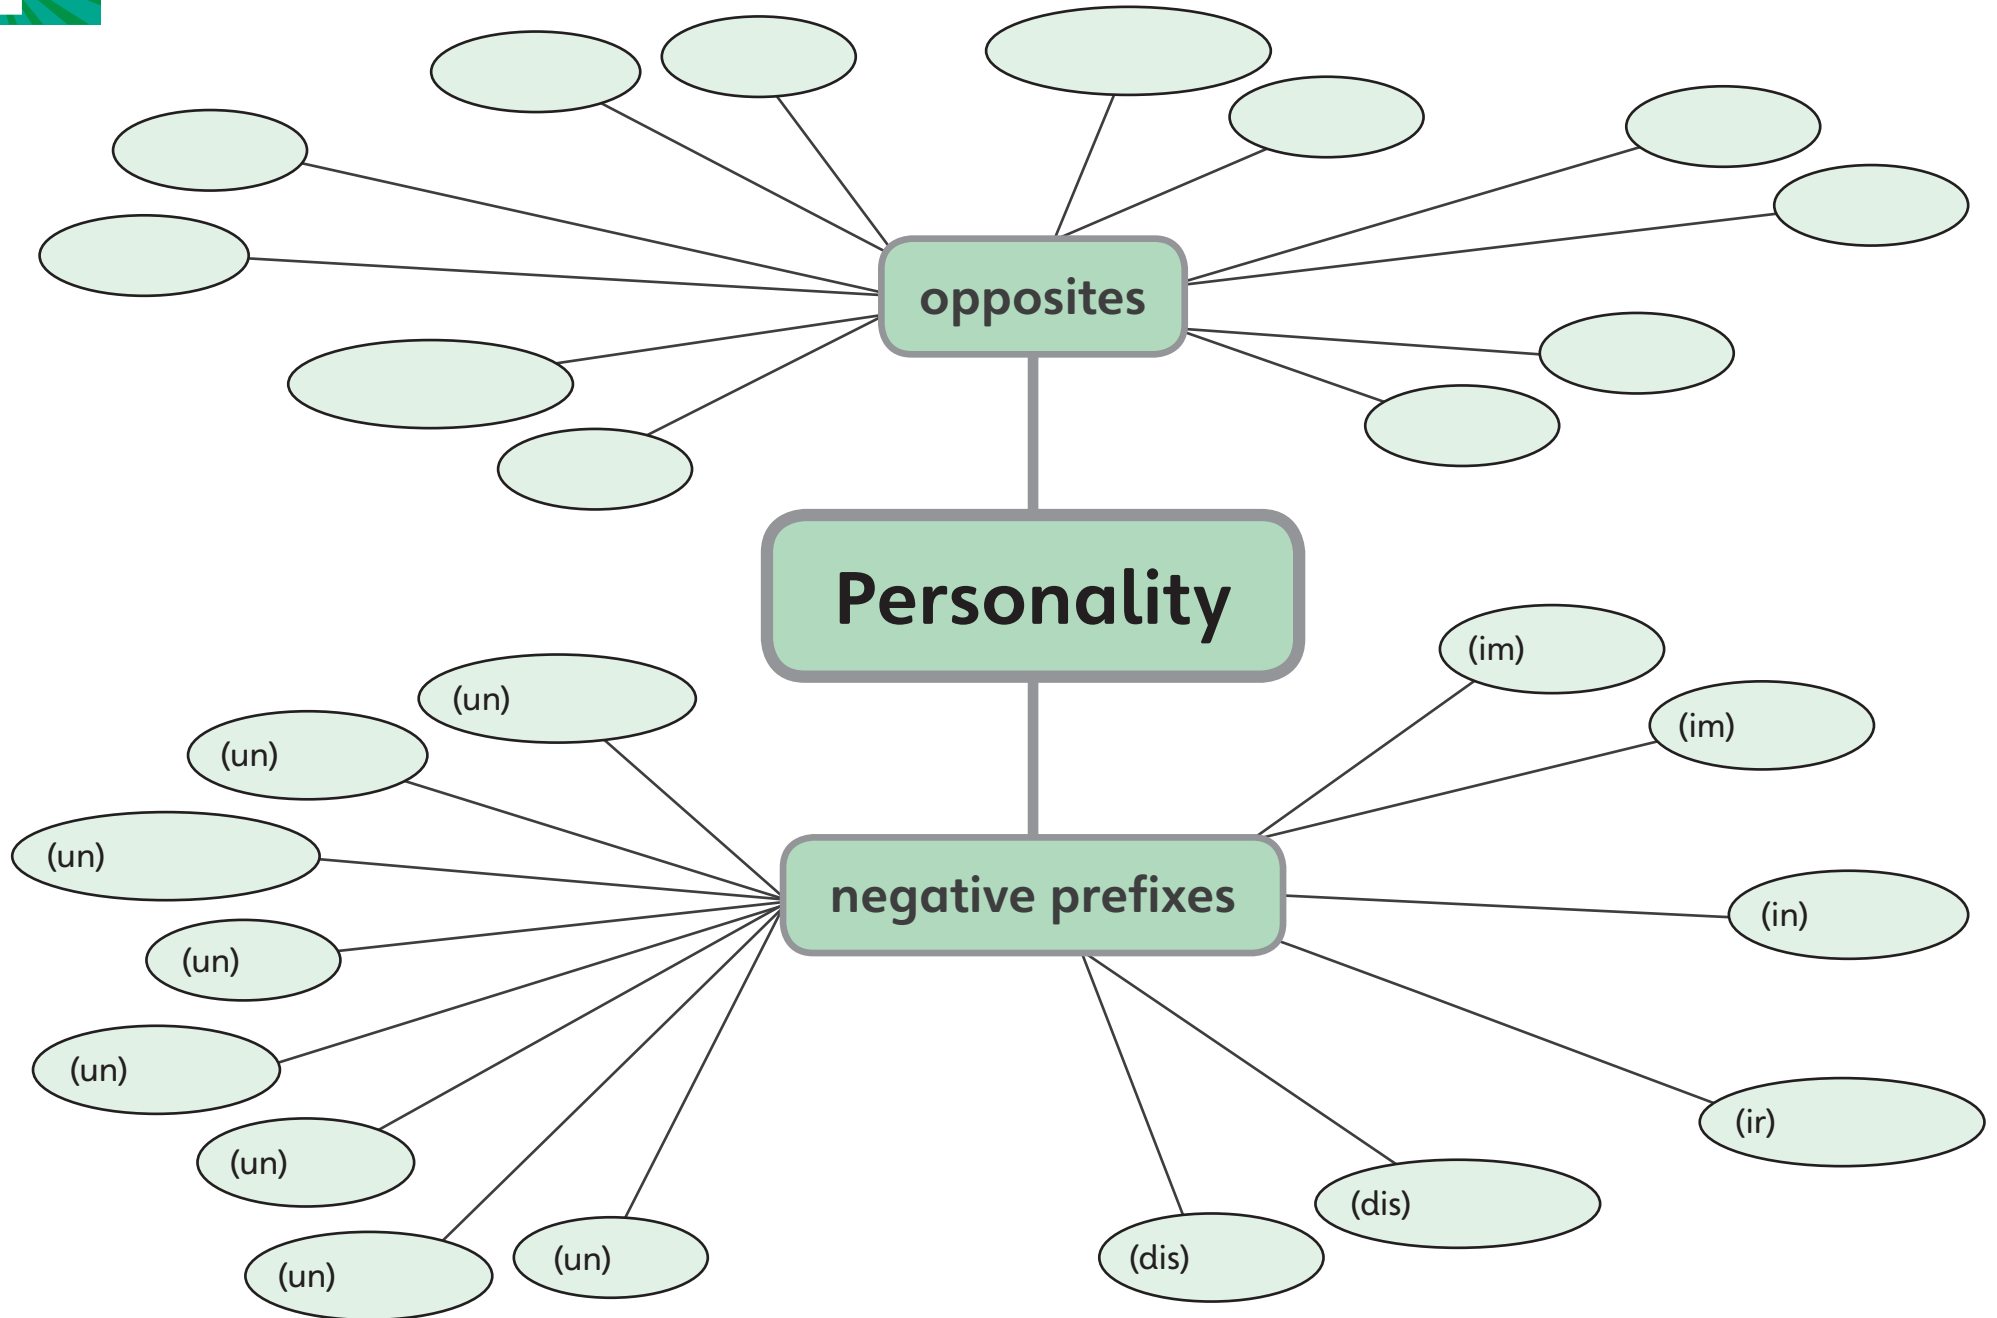 opposites
Personality
(im)
(un)
(im)
(un)
(un)
negative prefixes
(in)
(un)
(un)
(ir)
(un)
(dis)
(un)
(un)
(dis)